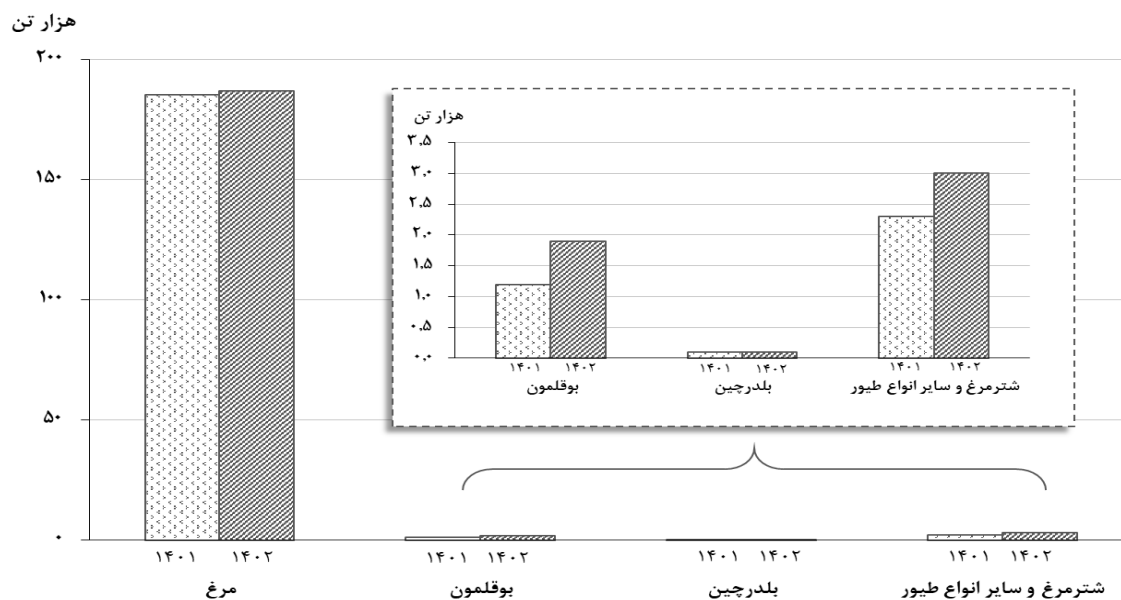 هزار تن
۲۰۰
۱۵۰
۱۰۰
۵۰
۰
هزار تن
۳٫۵
۳٫۰
۲٫۵
۲٫۰
۱٫۵
۱٫۰
۰٫۵
۰٫۰
۱۴۰۱ ۱۴۰۲ ۱۴۰۱ ۱۴۰۲ ۱۴۰۱ ۱۴۰۲
بوقلمون بلدرچین شترمرغ و سایر انواع طیور
۱۴۰۱ ۱۴۰۲ ۱۴۰۱ ۱۴۰۲ ۱۴۰۱ ۱۴۰۲ ۱۴۰۱ ۱۴۰۲
مرغ بوقلمون بلدرچین شترمرغ و سایر انواع طیور